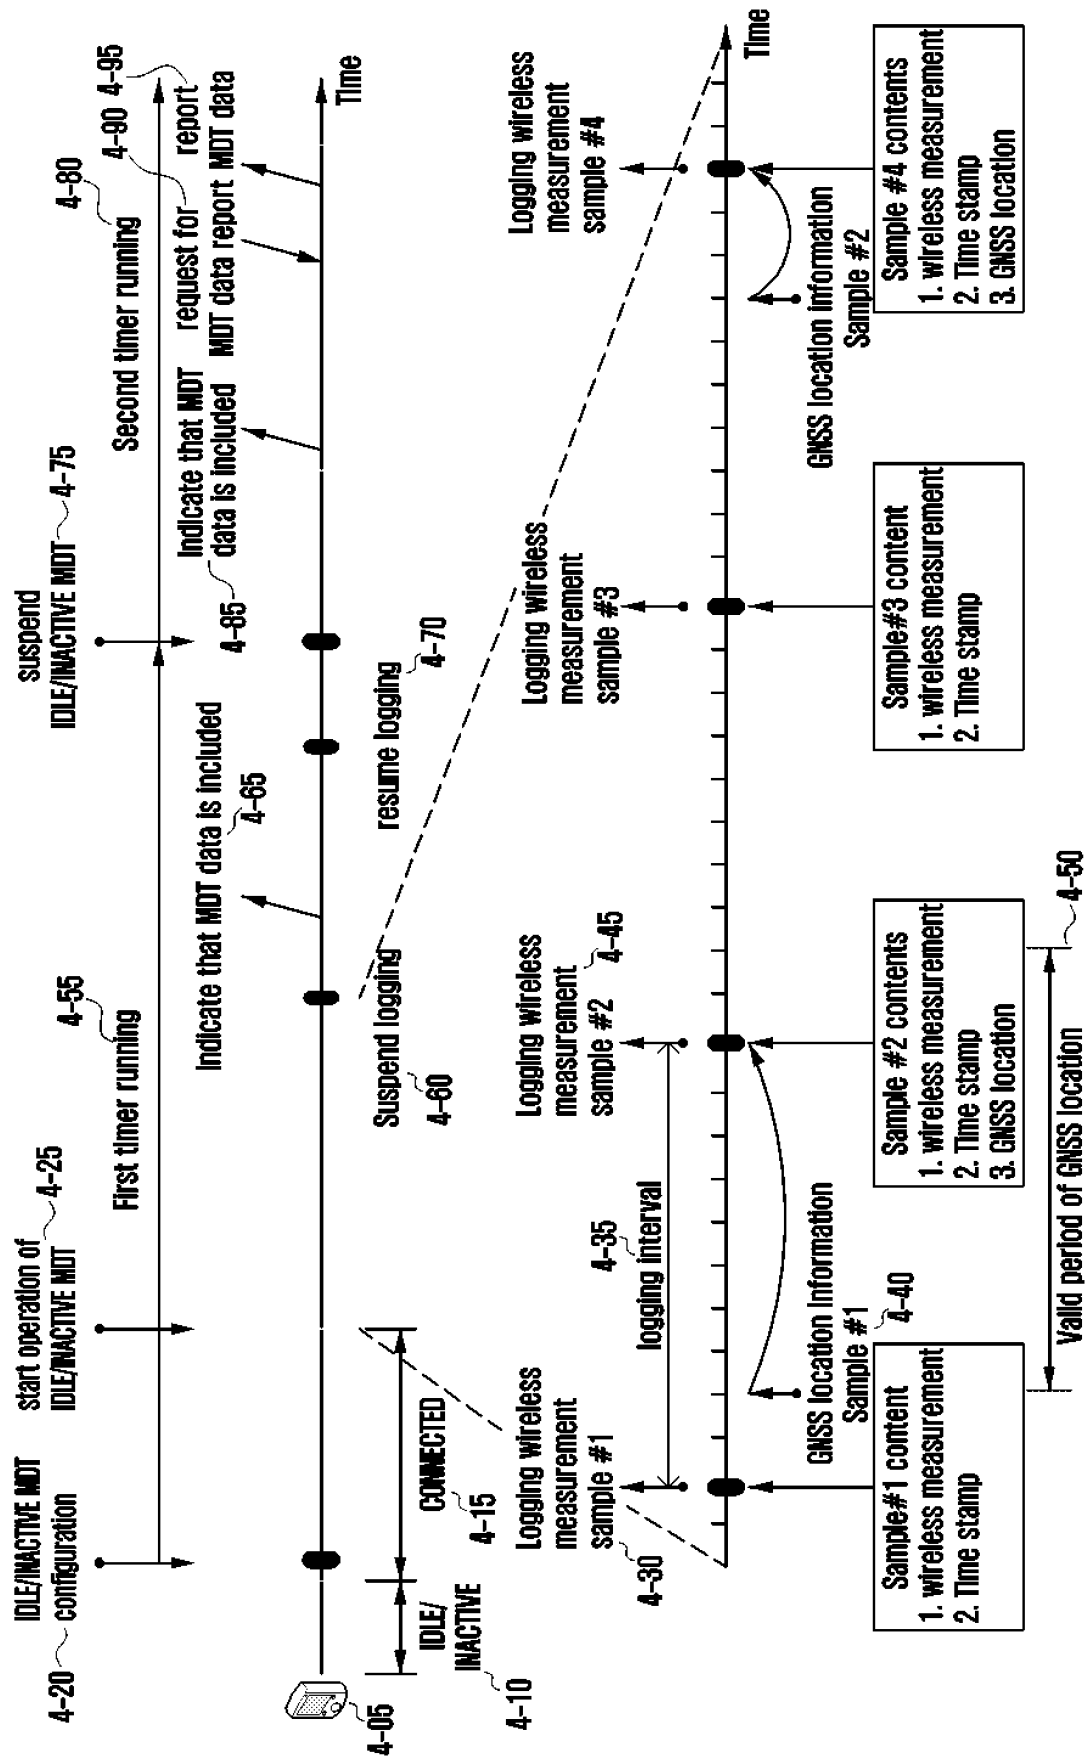 IDLE/INACTIVE MDT
configuration
4-20
start operation of
IDLE/INACTIVE MDT
4-25
suspend
IDLE/INACTIVE MDT
4-75
4-55
First timer running
4-80
Second timer running
4-90
4-95
Indicate that MDT data is included
4-65
4-85
Indicate that MDT
data is included
request for
MDT data report
report
MDT data
Time
4-05
IDLE/
INACTIVE
4-10
CONNECTED
4-15
Suspend logging
4-60
resume logging
4-70
Logging wireless
measurement
sample #1
4-30
4-35
logging interval
Logging wireless
measurement
sample #2
4-45
Logging wireless
measurement
sample #3
Logging wireless
measurement
sample #4
Time
GNSS location information
Sample #1
4-40
GNSS location information
Sample #2
Sample#1 content
1. wireless measurement
2. Time stamp
Sample #2 contents
1. wireless measurement
2. Time stamp
3. GNSS location
Sample#3 content
1. wireless measurement
2. Time stamp
Sample #4 contents
1. wireless measurement
2. Time stamp
3. GNSS location
Valid period of GNSS location
4-50